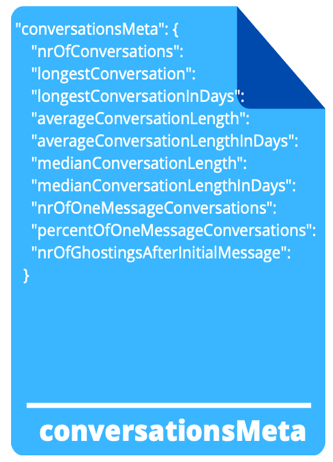 "conversationsMeta": {
"nrOfConversations":
"longestConversation":
"longestConversationInDays":
"averageConversationLength":
"averageConversationLengthInDays":
"medianConversationLength":
"medianConversationLengthInDays":
"nrOfOneMessageConversations":
"percentOfOneMessageConversations":
"nrOfGhostingsAfterInitialMessage":
}
conversationsMeta